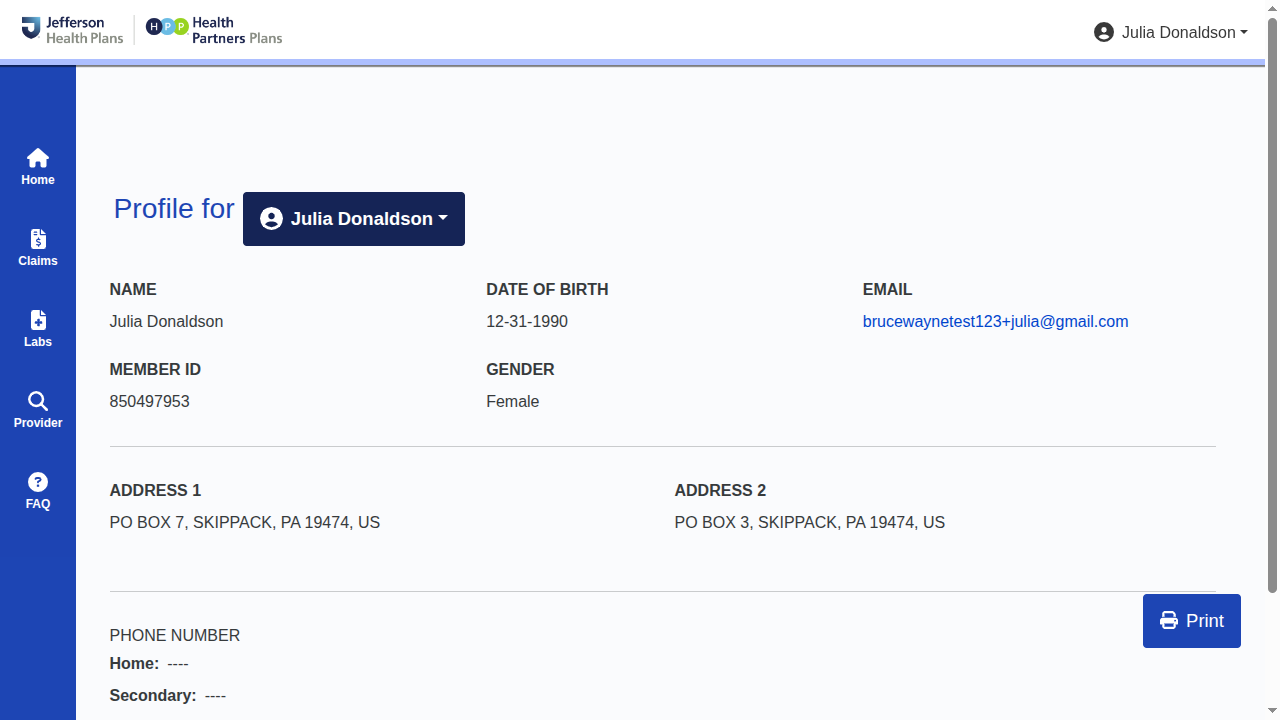 Jefferson
Health Plans
HPP
Health
Partners Plans
Julia Donaldson
Home
Claims
Labs
Provider
FAQ
Profile for
Julia Donaldson
NAME
DATE OF BIRTH
EMAIL
Julia Donaldson
12-31-1990
brucewaynetest123+julia@gmail.com
MEMBER ID
GENDER
850497953
Female
ADDRESS 1
ADDRESS 2
PO BOX 7, SKIPPACK, PA 19474, US
PO BOX 3, SKIPPACK, PA 19474, US
Print
PHONE NUMBER
Home: ----
Secondary: ----